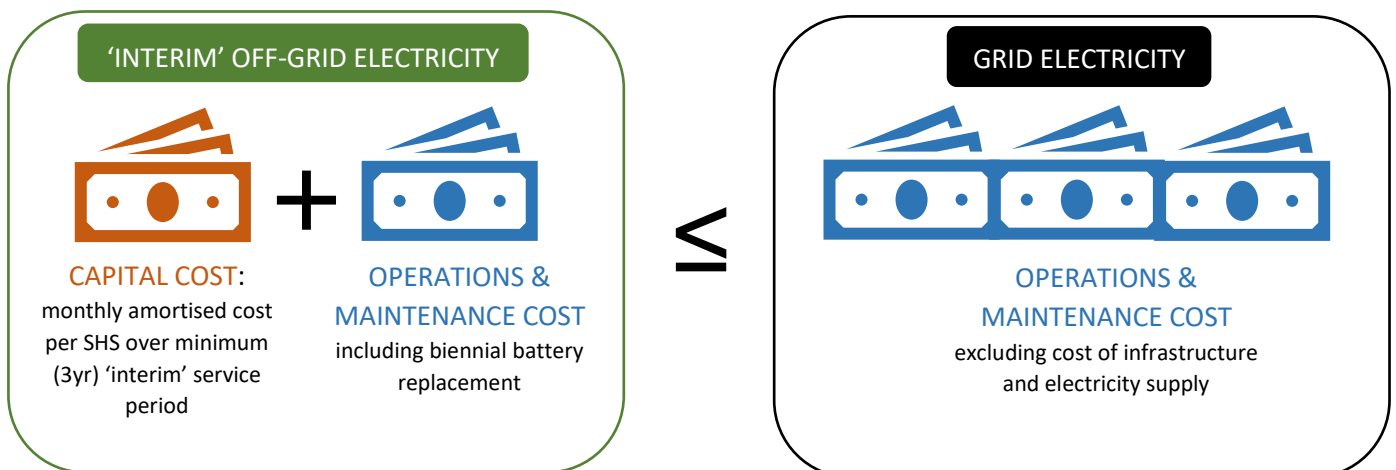 ‘INTERIM’ OFF-GRID ELECTRICITY
CAPITAL COST:
monthly amortised cost
per SHS over minimum
(3yr) ‘interim’ service
period
+
OPERATIONS &
MAINTENANCE COST
including biennial battery
replacement
≤
GRID ELECTRICITY
OPERATIONS &
MAINTENANCE COST
excluding cost of infrastructure
and electricity supply